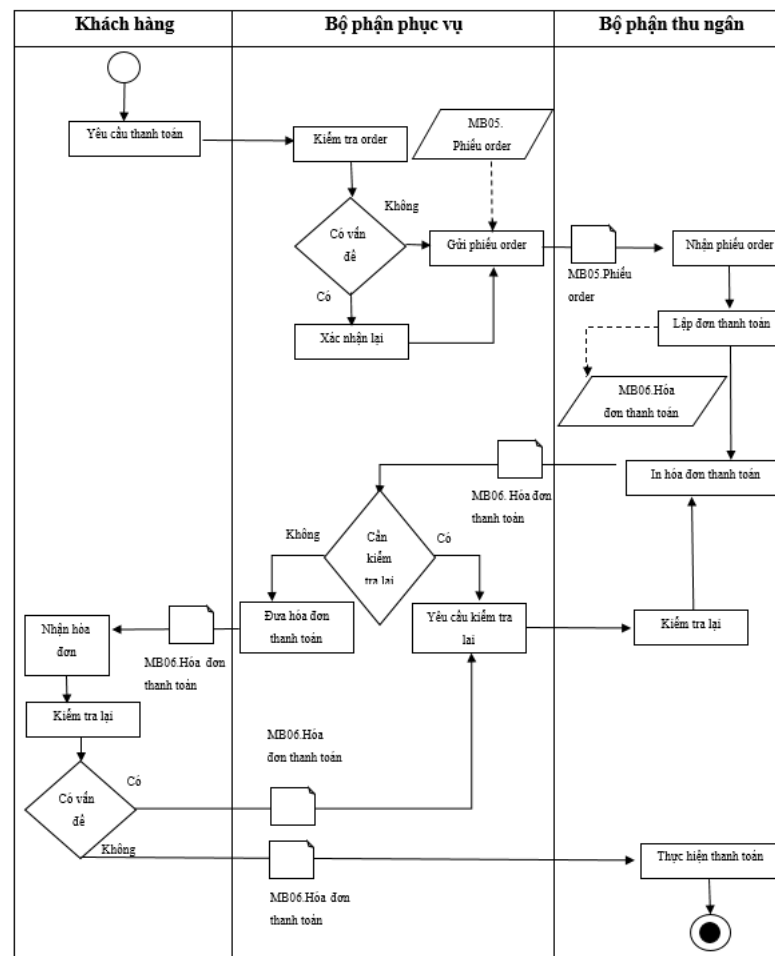 Khách hàng
Bộ phận phục vụ
Bộ phận thu ngân
Yêu cầu thanh toán
Kiểm tra order
MB05.
Phiếu order
Không
Có vấn
đề
Gửi phiếu order
Nhận phiếu order
MB05.Phiếu
order
Có
Xác nhận lại
Lập đơn thanh toán
MB06.Hóa
đơn thanh toán
In hóa đơn thanh toán
MB06. Hóa đơn
thanh toán
Không
Cần
kiểm
tra lại
Có
Nhận hóa
đơn
Đưa hóa đơn
thanh toán
Yêu cầu kiểm tra
lại
Kiểm tra lại
MB06.Hóa đơn
thanh toán
Kiểm tra lại
MB06.Hóa
đơn thanh toán
Có vấn
đề
Có
Không
MB06.Hóa đơn
thanh toán
Thực hiện thanh toán